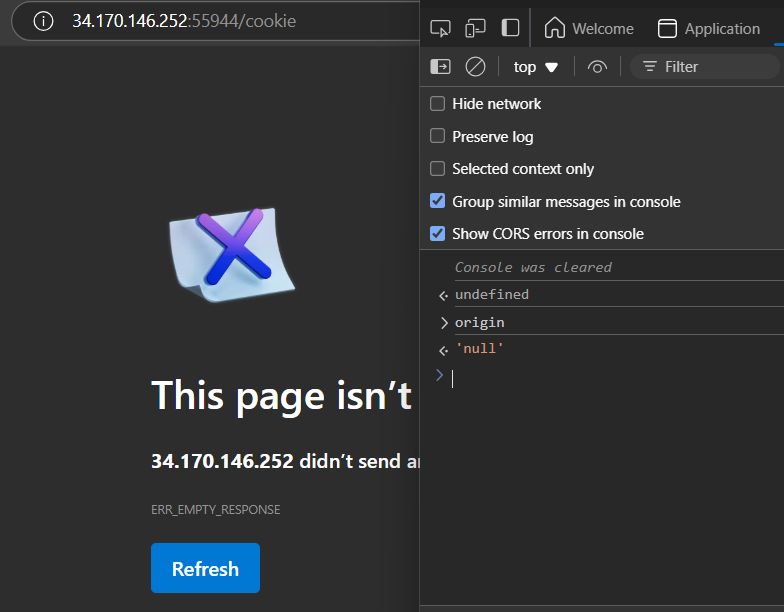 34.170.146.252:55944/cookie
Welcome
Application
top
Filter
Hide network
Preserve log
Selected context only
Group similar messages in console
Show CORS errors in console
Console was cleared
undefined
origin
'null'
This page isn’t
34.170.146.252 didn’t send
ERR_EMPTY_RESPONSE
Refresh